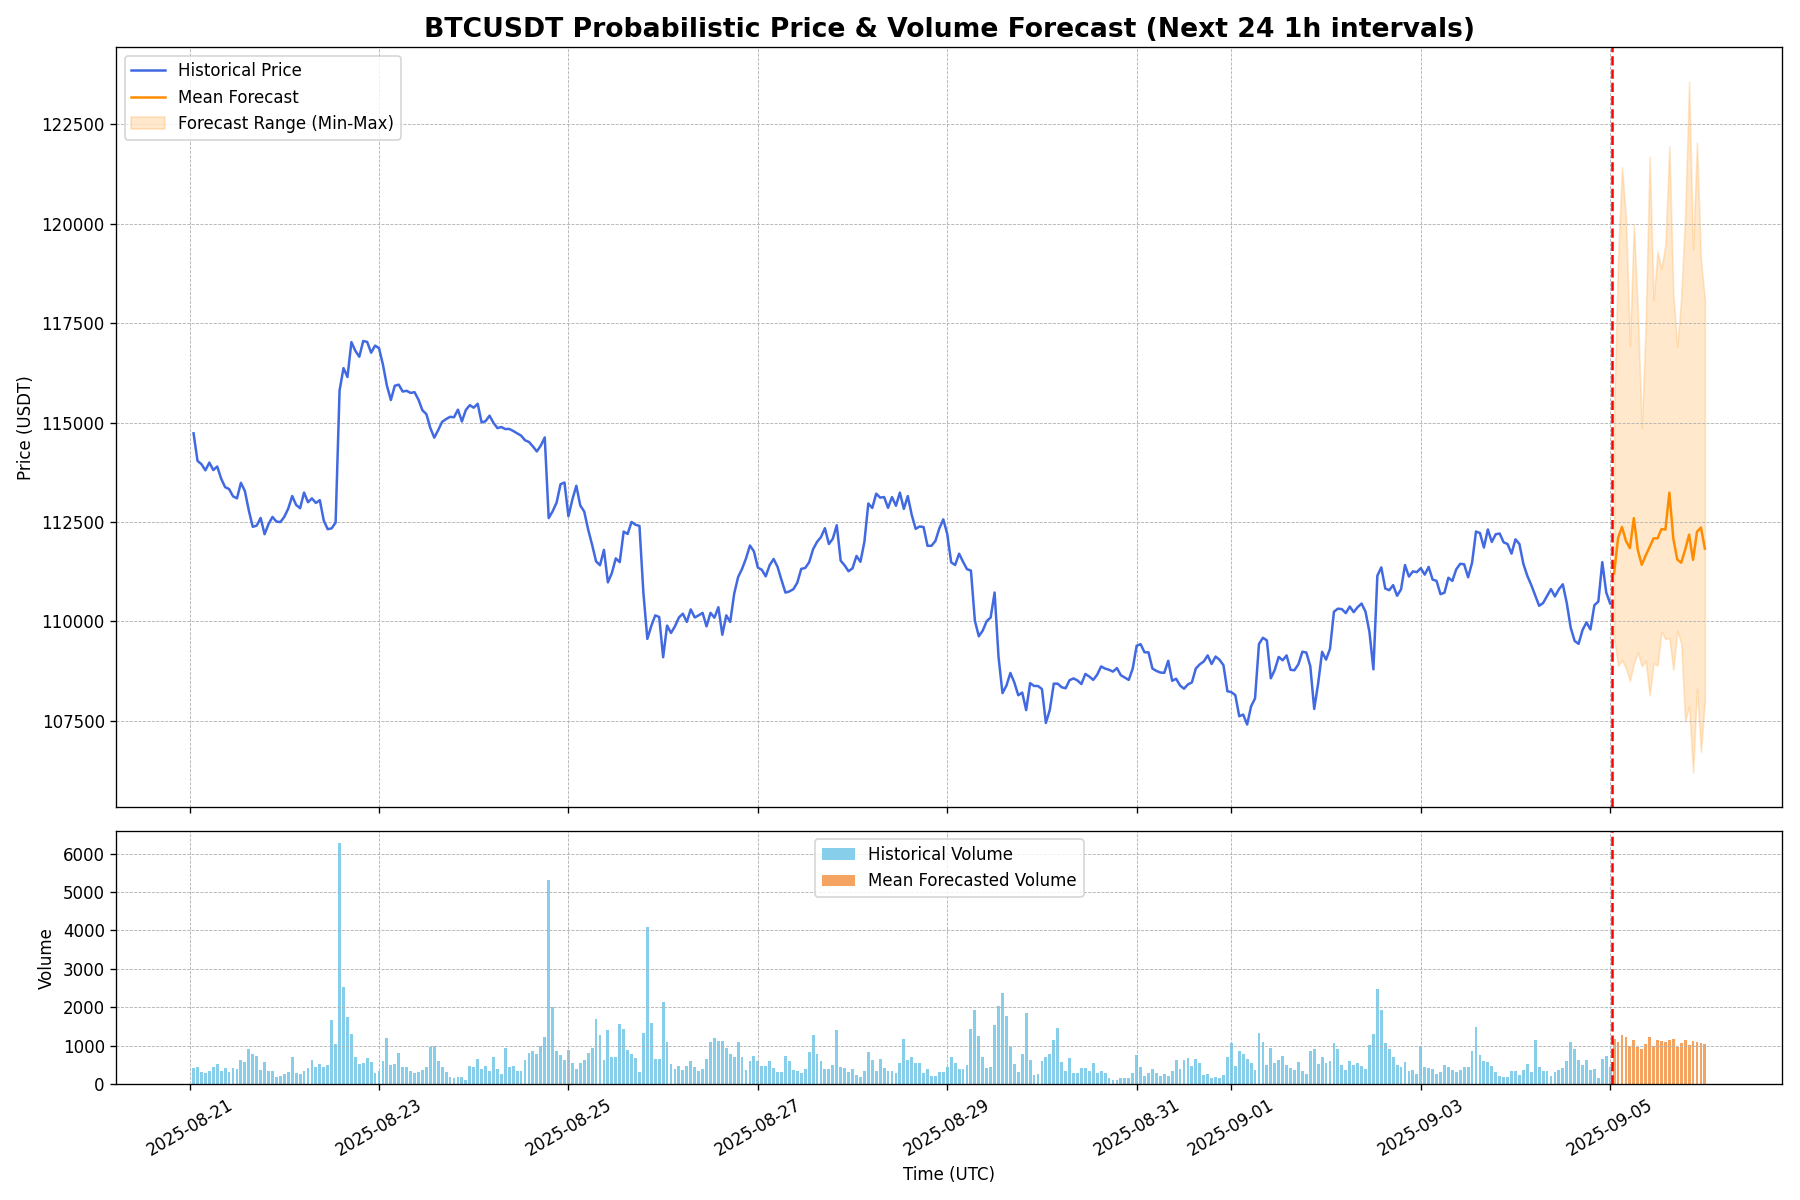 BTCUSDT Probabilistic Price & Volume Forecast (Next 24 1h intervals)
Historical Price
Mean Forecast
Forecast Range (Min-Max)
Price (USDT)
122500
120000
117500
115000
112500
110000
107500
Historical Volume
Mean Forecasted Volume
Volume
6000
5000
4000
3000
2000
1000
0
2025-08-21
2025-08-23
2025-08-25
2025-08-27
2025-08-29
2025-08-31
2025-09-01
2025-09-03
2025-09-05
Time (UTC)